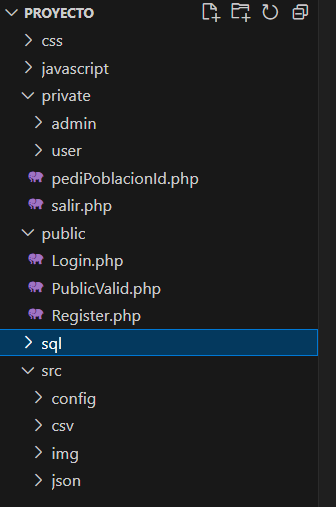 PROYECTO
css
javascript
private
admin
user
pediPoblacionId.php
salir.php
public
Login.php
PublicValid.php
Register.php
sql
src
config
csv
img
json